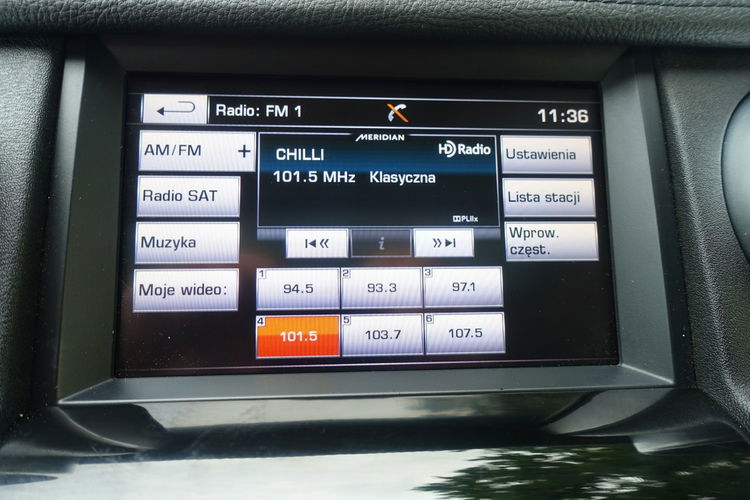 Radio: FM 1
11:36
AM/FM +
MERIDIAN
CHILLI
HD Radio
101.5 MHz Klasyczna
PLIIx
Ustawienia
Radio SAT
Lista stacji
Muzyka
i
Wprow.
częst.
Moje wideo:
1 94.5
2 93.3
3 97.1
4 101.5
5 103.7
6 107.5